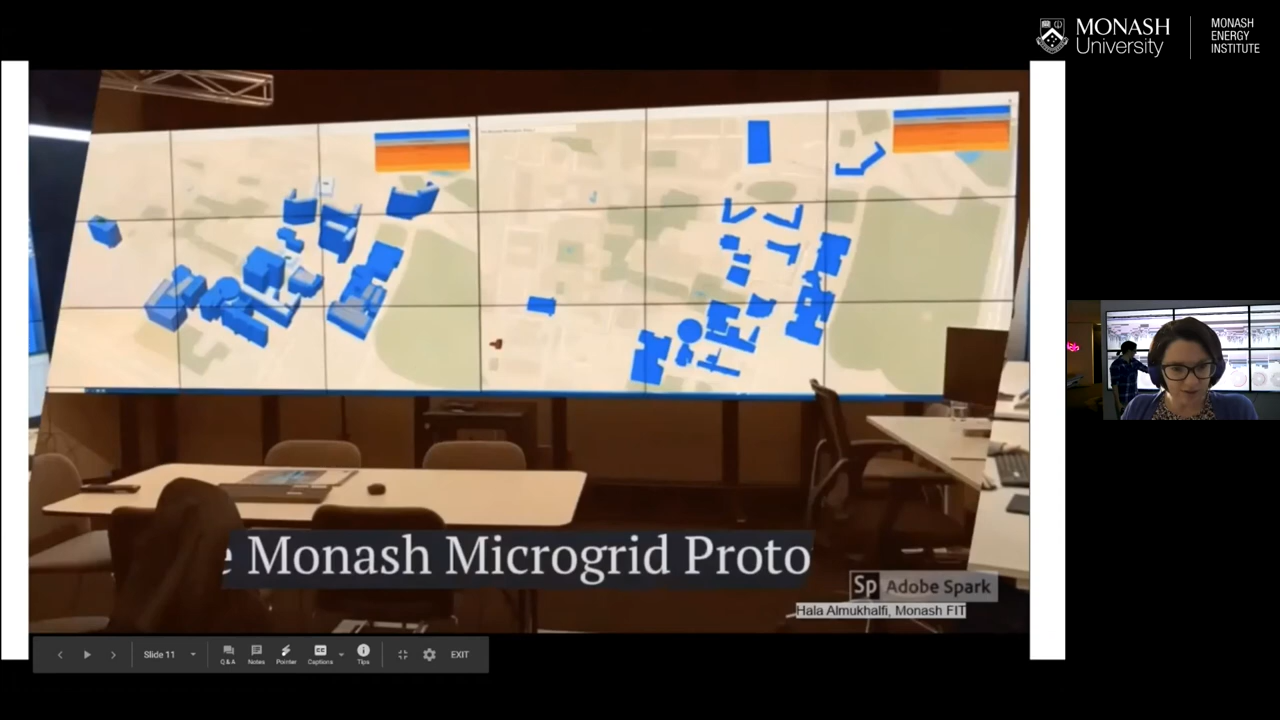 MONASH
University
MONASH
ENERGY
INSTITUTE
e Monash Microgrid Proto
Sp Adobe Spark
Hala Almukhalfi, Monash FIT
Slide 11
Q & A
Notes
Pointer
CC
Captions
Tips
EXIT